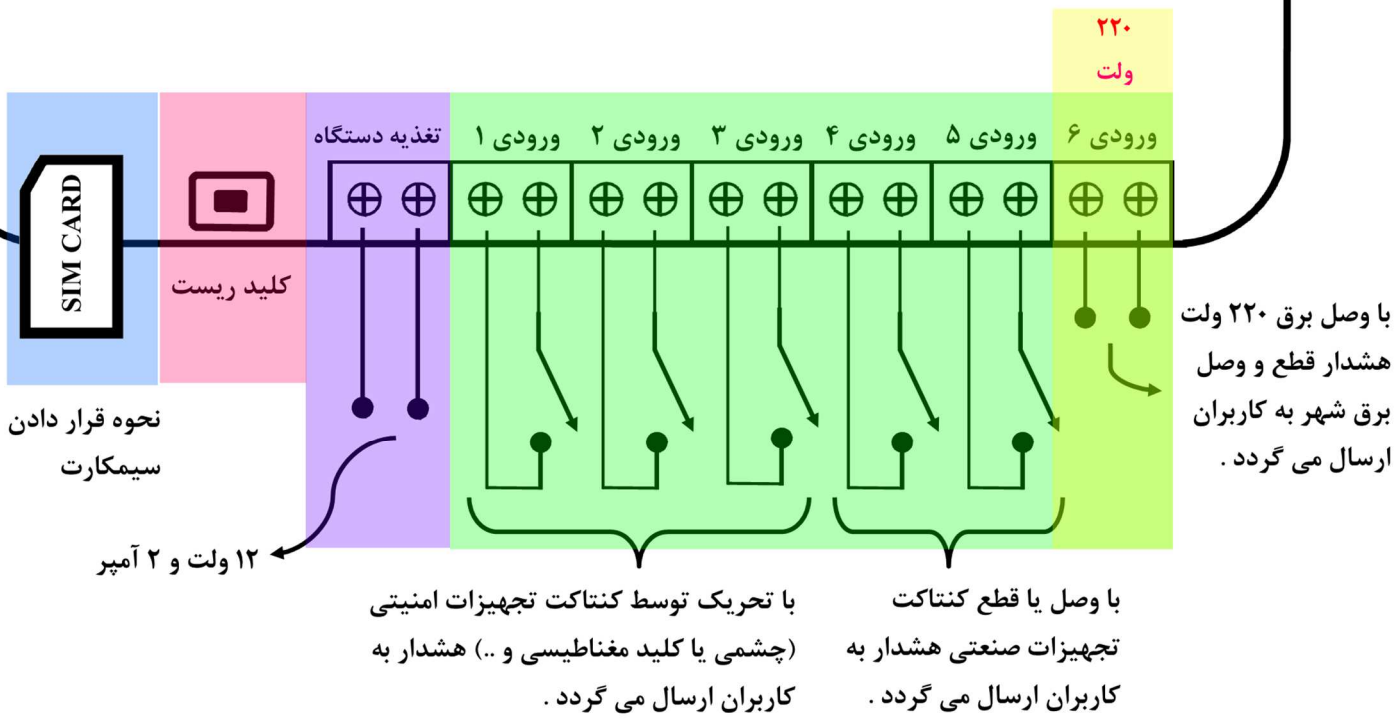 ۲۲۰
ولت
تغذیه دستگاه
ورودی ۱
ورودی ۲
ورودی ۳
ورودی ۴
ورودی ۵
ورودی ۶
SIM CARD
کلید ریست
نحوه قرار دادن
سیمکارت
۱۲ ولت و ۲ آمپر
با تحریک توسط کنتاکت تجهیزات امنیتی
(چشمی یا کلید مغناطیسی و ..) هشدار به
کاربران ارسال می گردد .
با وصل یا قطع کنتاکت
تجهیزات صنعتی هشدار به
کاربران ارسال می گردد .
با وصل برق ۲۲۰ ولت
هشدار قطع و وصل
برق شهر به کاربران
ارسال می گردد .